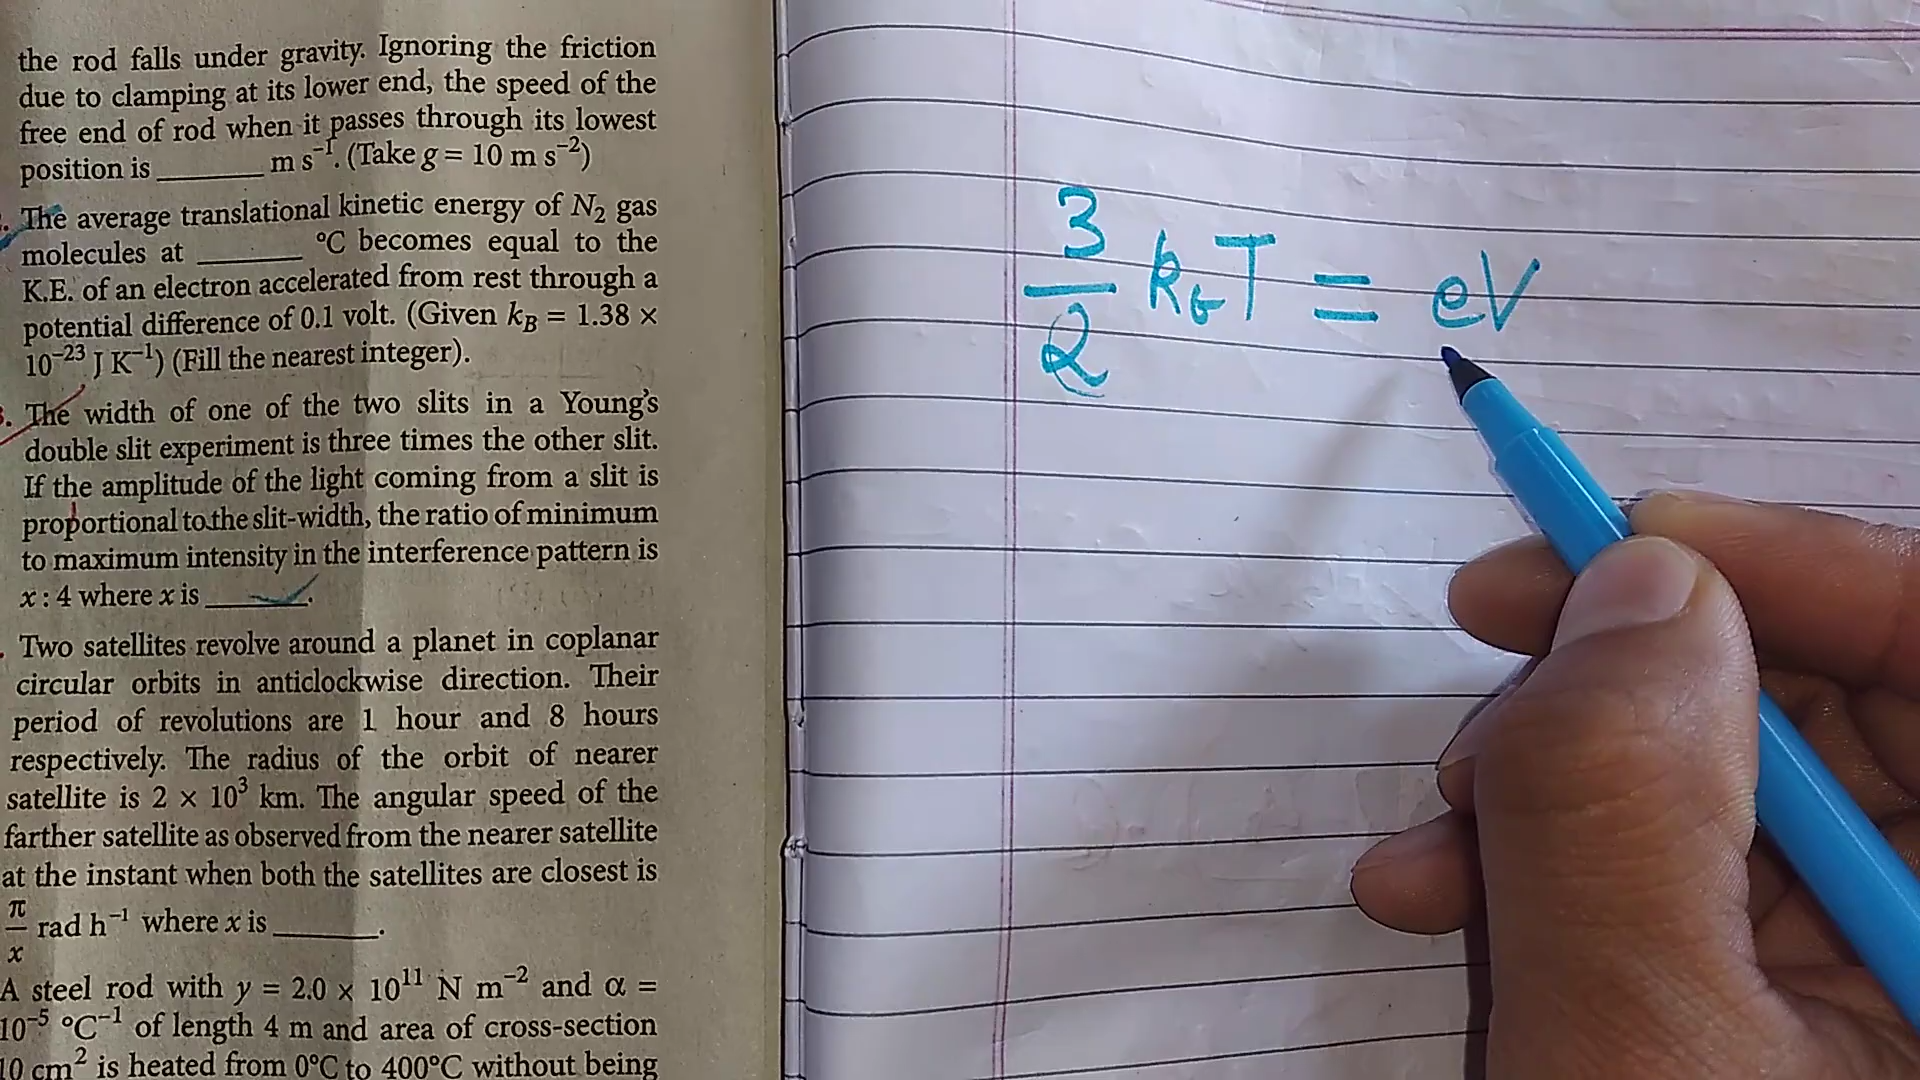 the rod falls under gravity. Ignoring the friction
due to clamping at its lower end, the speed of the
free end of rod when it passes through its lowest
position is ________ m s⁻¹. (Take g = 10 m s⁻²)
The average translational kinetic energy of N₂ gas
molecules at ________ °C becomes equal to the
K.E. of an electron accelerated from rest through a
potential difference of 0.1 volt. (Given k_B = 1.38 ×
10⁻²³ J K⁻¹) (Fill the nearest integer).
The width of one of the two slits in a Young's
double slit experiment is three times the other slit.
If the amplitude of the light coming from a slit is
proportional to the slit-width, the ratio of minimum
to maximum intensity in the interference pattern is
x : 4 where x is ________.
Two satellites revolve around a planet in coplanar
circular orbits in anticlockwise direction. Their
period of revolutions are 1 hour and 8 hours
respectively. The radius of the orbit of nearer
satellite is 2 × 10³ km. The angular speed of the
farther satellite as observed from the nearer satellite
at the instant when both the satellites are closest is
π/x rad h⁻¹ where x is ________.
A steel rod with y = 2.0 × 10¹¹ N m⁻² and α =
10⁻⁵ °C⁻¹ of length 4 m and area of cross-section
10 cm² is heated from 0°C to 400°C without being
3/2 k_B T = eV